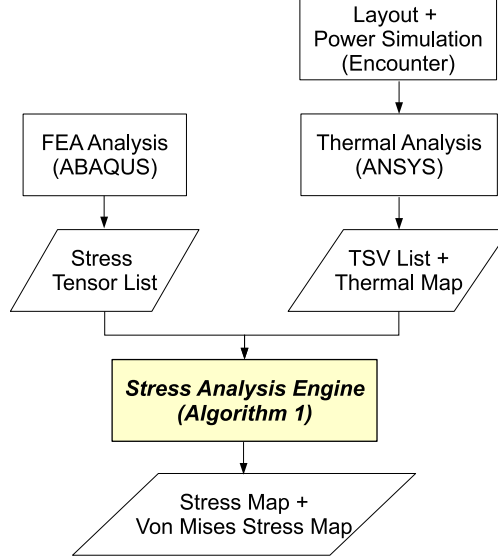 Layout +
Power Simulation
(Encounter)
FEA Analysis
(ABAQUS)
Thermal Analysis
(ANSYS)
Stress
Tensor List
TSV List +
Thermal Map
Stress Analysis Engine
(Algorithm 1)
Stress Map +
Von Mises Stress Map